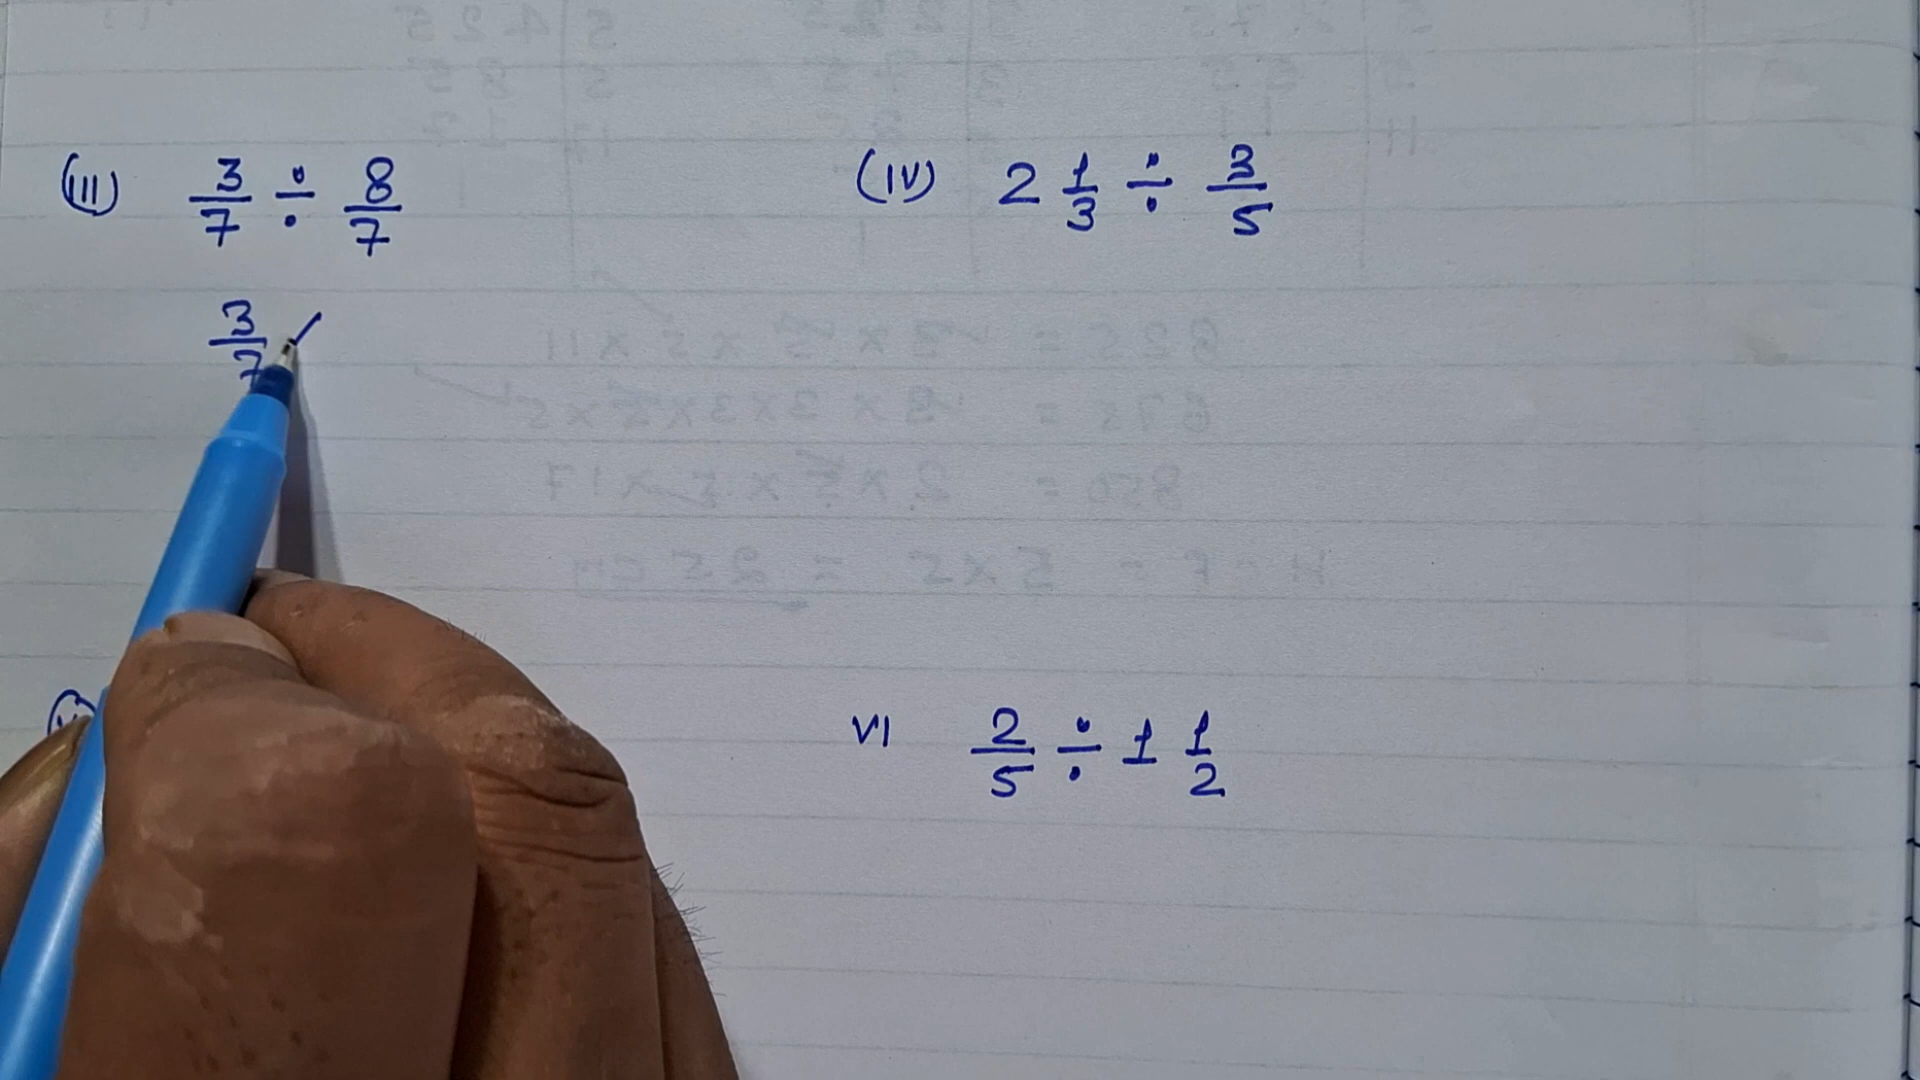 (III) 3/7 ÷ 8/7
(IV) 2 1/3 ÷ 3/5
3/7
VI 2/5 ÷ 1 1/2